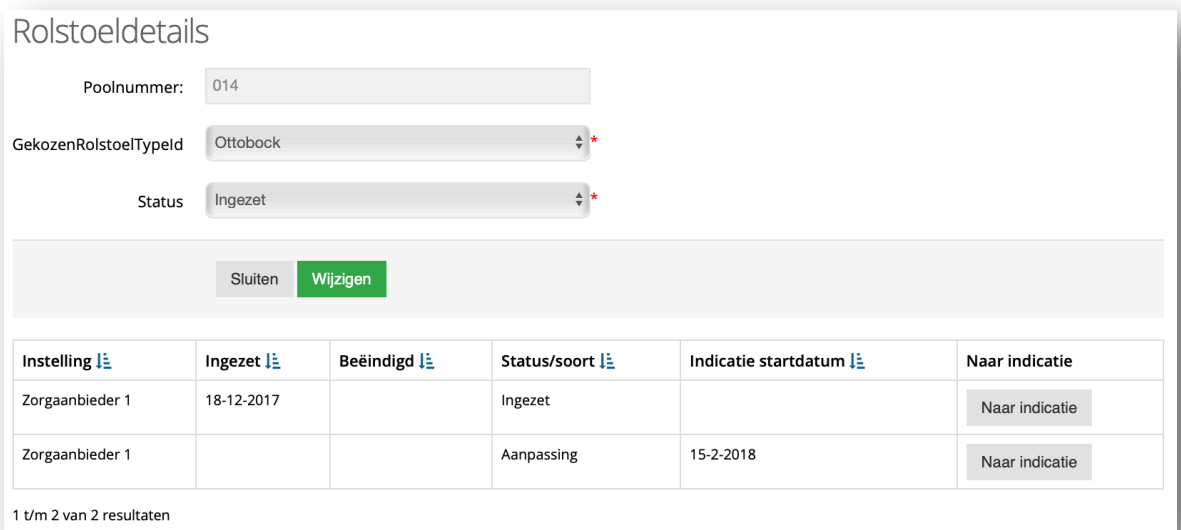 Rolstoeldetails
Poolnummer: 014
GekozenRolstoelTypeId Ottobock *
Status Ingezet *
Sluiten Wijzigen
Instelling Ingezet Beëindigd Status/soort Indicatie startdatum Naar indicatie
Zorgaanbieder 1 18-12-2017 Ingezet Naar indicatie
Zorgaanbieder 1 Aanpassing 15-2-2018 Naar indicatie
1 t/m 2 van 2 resultaten